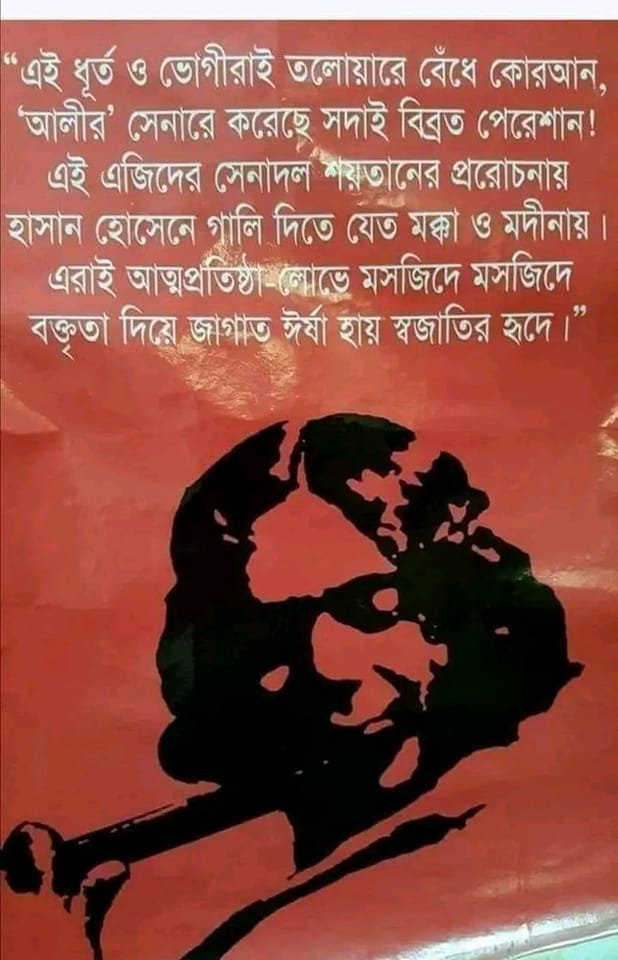 “এই ধূর্ত ও ভোগীরাই তলোয়ারে বেঁধে কোরআন,
‘আলীর’ সেনারে করেছে সদাই বিব্রত পেরেশান!
এই এজিদের সেনাদল শয়তানের প্ররোচনায়
হাসান হোসেনে গালি দিতে যেত মক্কা ও মদীনায়।
এরাই আত্মপ্রতিষ্ঠা-লোভে মসজিদে মসজিদে
বক্তৃতা দিয়ে জাগাত ঈর্ষা হায় স্বজাতির হৃদে।”